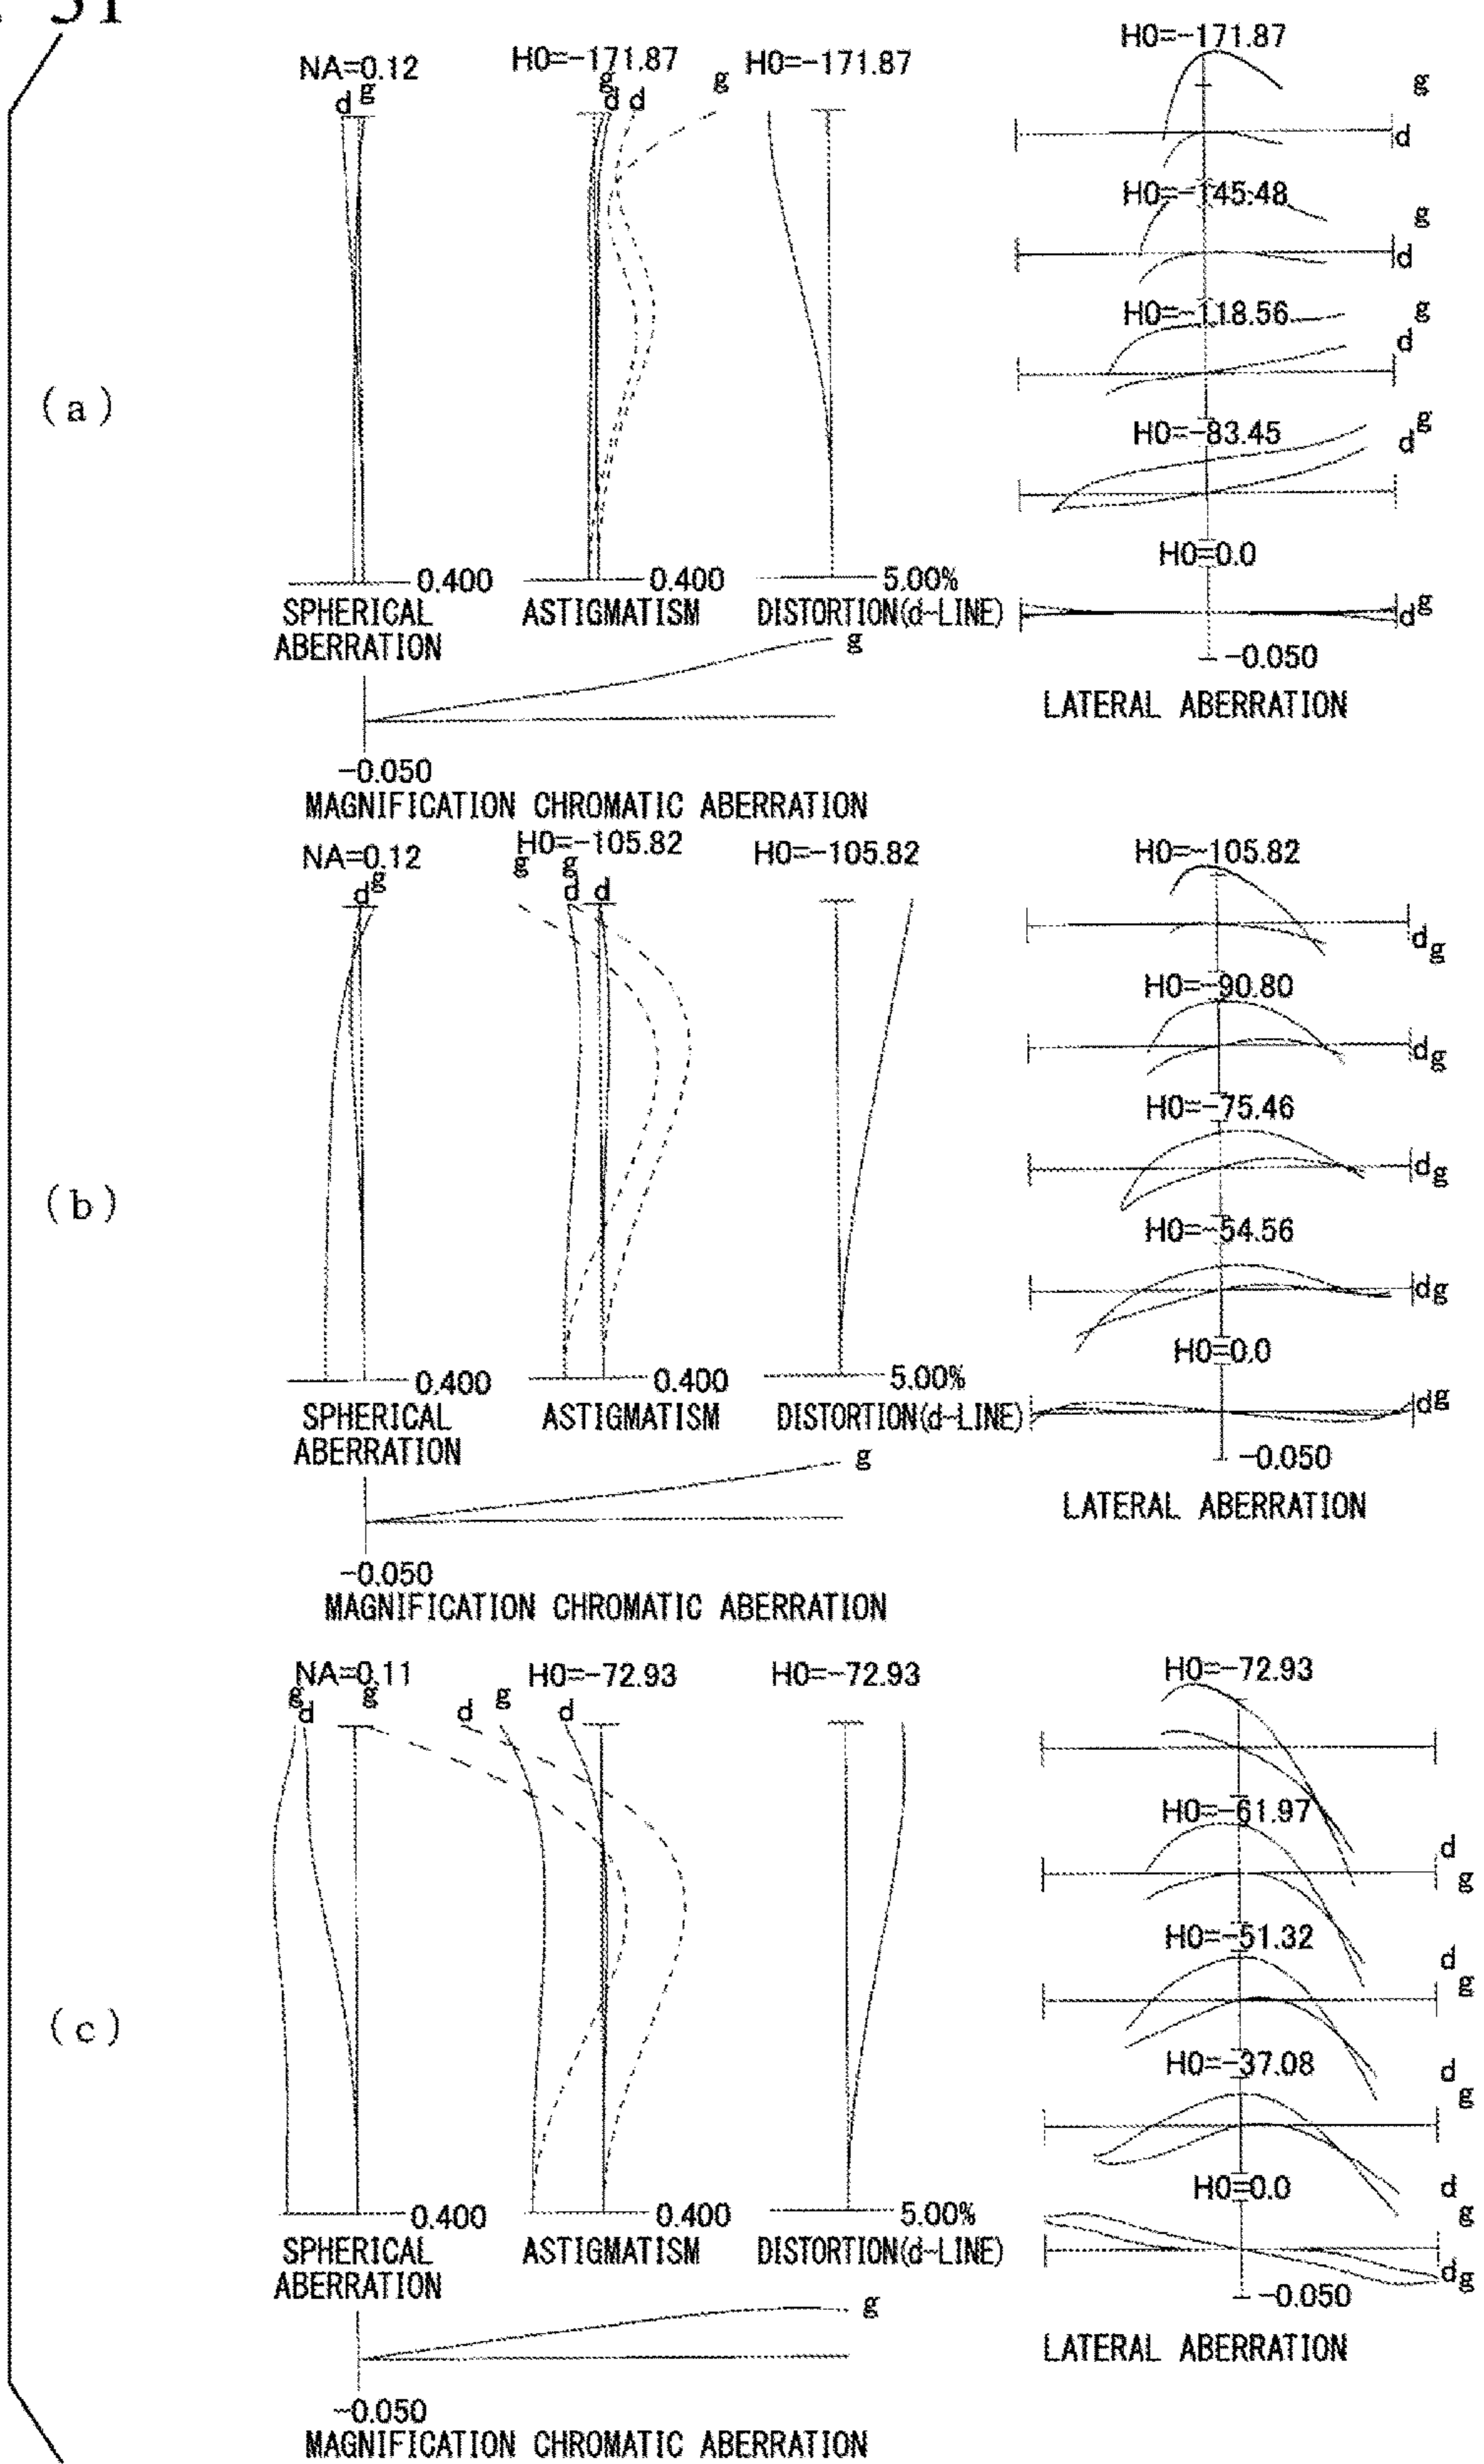 31
(a)
NA=0.12
d g
H0=-171.87
g
d d
g
H0=-171.87
0.400
SPHERICAL
ABERRATION
0.400
ASTIGMATISM
5.00%
DISTORTION(d-LINE)
g
-0.050
MAGNIFICATION CHROMATIC ABERRATION
H0=-171.87
g
d
H0=-145.48
g
d
H0=-118.56
g
d
H0=-83.45
g
d
H0=0.0
d g
-0.050
LATERAL ABERRATION
(b)
NA=0.12
d g
H0=-105.82
g g
d d
H0=-105.82
0.400
SPHERICAL
ABERRATION
0.400
ASTIGMATISM
5.00%
DISTORTION(d-LINE)
g
-0.050
MAGNIFICATION CHROMATIC ABERRATION
H0=-105.82
d g
H0=-90.80
d g
H0=-75.46
d g
H0=-54.56
d g
H0=0.0
d g
-0.050
LATERAL ABERRATION
(c)
NA=0.11
g
d
g
H0=-72.93
d g d
H0=-72.93
0.400
SPHERICAL
ABERRATION
0.400
ASTIGMATISM
5.00%
DISTORTION(d-LINE)
g
-0.050
MAGNIFICATION CHROMATIC ABERRATION
H0=-72.93
H0=-61.97
d
g
H0=-51.32
d
g
H0=-37.08
d
g
H0=0.0
d
g
d g
-0.050
LATERAL ABERRATION